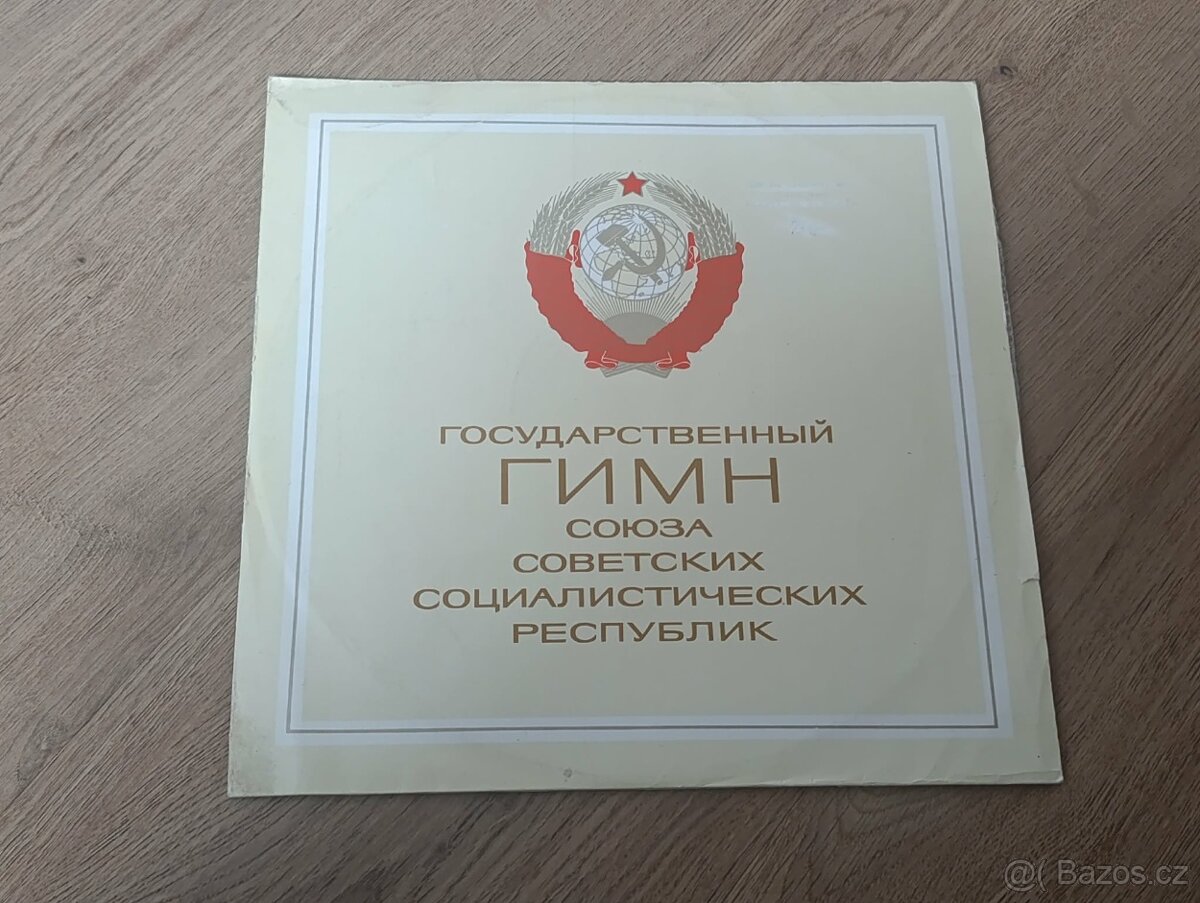 ГОСУДАРСТВЕННЫЙ
ГИМН
СОЮЗА
СОВЕТСКИХ
СОЦИАЛИСТИЧЕСКИХ
РЕСПУБЛИК
@( Bazos.cz